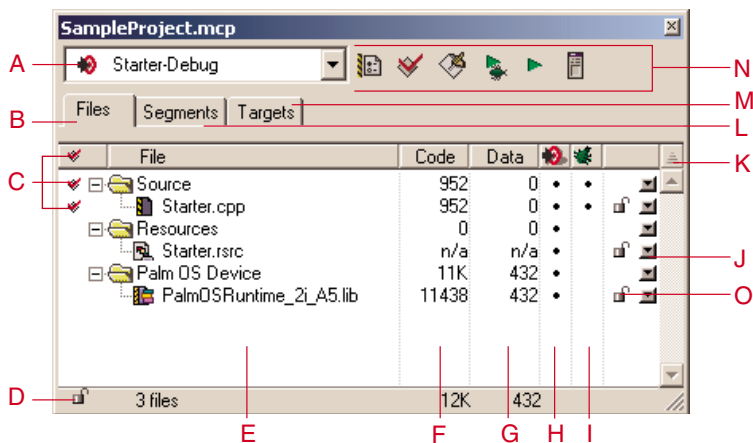 SampleProject.mcp
A
Starter-Debug
N
B
Files
Segments
Targets
M
L
File
Code
Data
K
C
Source
952
0
Starter.cpp
952
0
Resources
0
0
Starter.rsrc
n/a
n/a
J
Palm OS Device
11K
432
PalmOSRuntime_2i_A5.lib
11438
432
O
D
3 files
12K
432
E
F
G
H
I